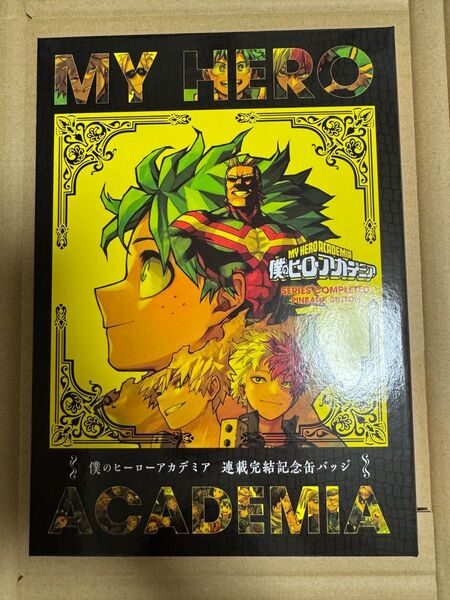 MY HERO
MY HERO ACADEMIA
僕のヒーローアカデミア
SERIES COMPLETED
PINBACK BUTTON
僕のヒーローアカデミア 連載完結記念缶バッジ
ACADEMIA